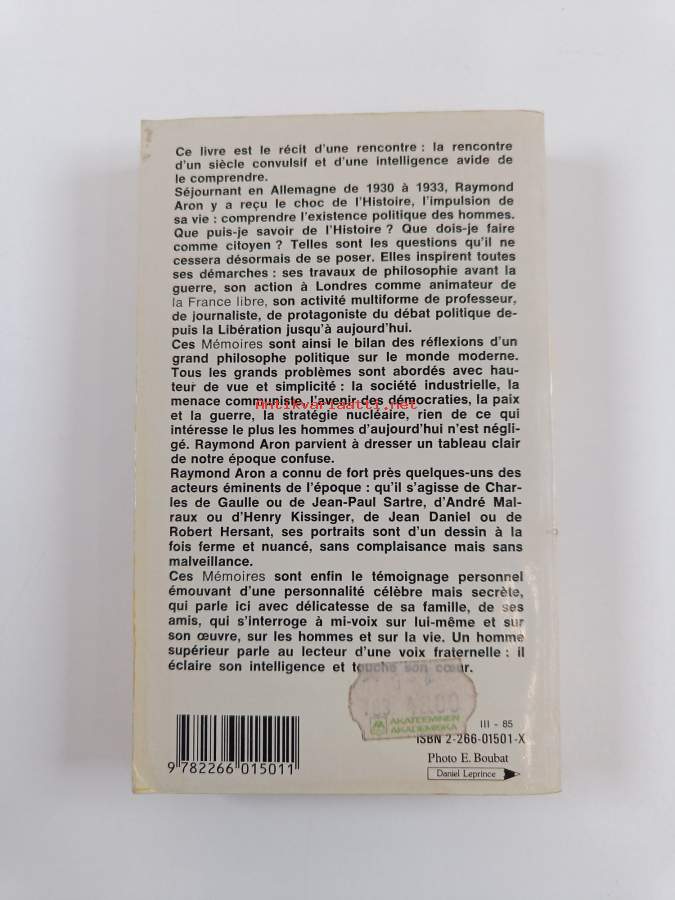 Ce livre est le récit d'une rencontre : la rencontre
d'un siècle convulsif et d'une intelligence avide de
le comprendre.
Séjournant en Allemagne de 1930 à 1933, Raymond
Aron y a reçu le choc de l'Histoire, l'impulsion de
sa vie : comprendre l'existence politique des hommes.
Que puis-je savoir de l'Histoire ? Que dois-je faire
comme citoyen ? Telles sont les questions qu'il ne
cessera désormais de se poser. Elles inspirent toutes
ses démarches : ses travaux de philosophie avant la
guerre, son action à Londres comme animateur de
la France libre, son activité multiforme de professeur,
de journaliste, de protagoniste du débat politique de-
puis la Libération jusqu'à aujourd'hui.
Ces Mémoires sont ainsi le bilan des réflexions d'un
grand philosophe politique sur le monde moderne.
Tous les grands problèmes sont abordés avec hau-
teur de vue et simplicité : la société industrielle, la
menace communiste, l'avenir des démocraties, la paix
Antikvariaatti.net
et la guerre, la stratégie nucléaire, rien de ce qui
intéresse le plus les hommes d'aujourd'hui n'est négli-
gé. Raymond Aron parvient à dresser un tableau clair
de notre époque confuse.
Raymond Aron a connu de fort près quelques-uns des
acteurs éminents de l'époque : qu'il s'agisse de Char-
les de Gaulle ou de Jean-Paul Sartre, d'André Mal-
raux ou d'Henry Kissinger, de Jean Daniel ou de
Robert Hersant, ses portraits sont d'un dessin à la
fois ferme et nuancé, sans complaisance mais sans
malveillance.
Ces Mémoires sont enfin le témoignage personnel
émouvant d'une personnalité célèbre mais secrète,
qui parle ici avec délicatesse de sa famille, de ses
amis, qui s'interroge à mi-voix sur lui-même et sur
son œuvre, sur les hommes et sur la vie. Un homme
supérieur parle au lecteur d'une voix fraternelle : il
éclaire son intelligence et touche son cœur.
AKATEEMINEN
AKADEMISKA
III - 85
ISBN 2-266-01501-X
Photo E. Boubat
Daniel Leprince
9 782266 015011